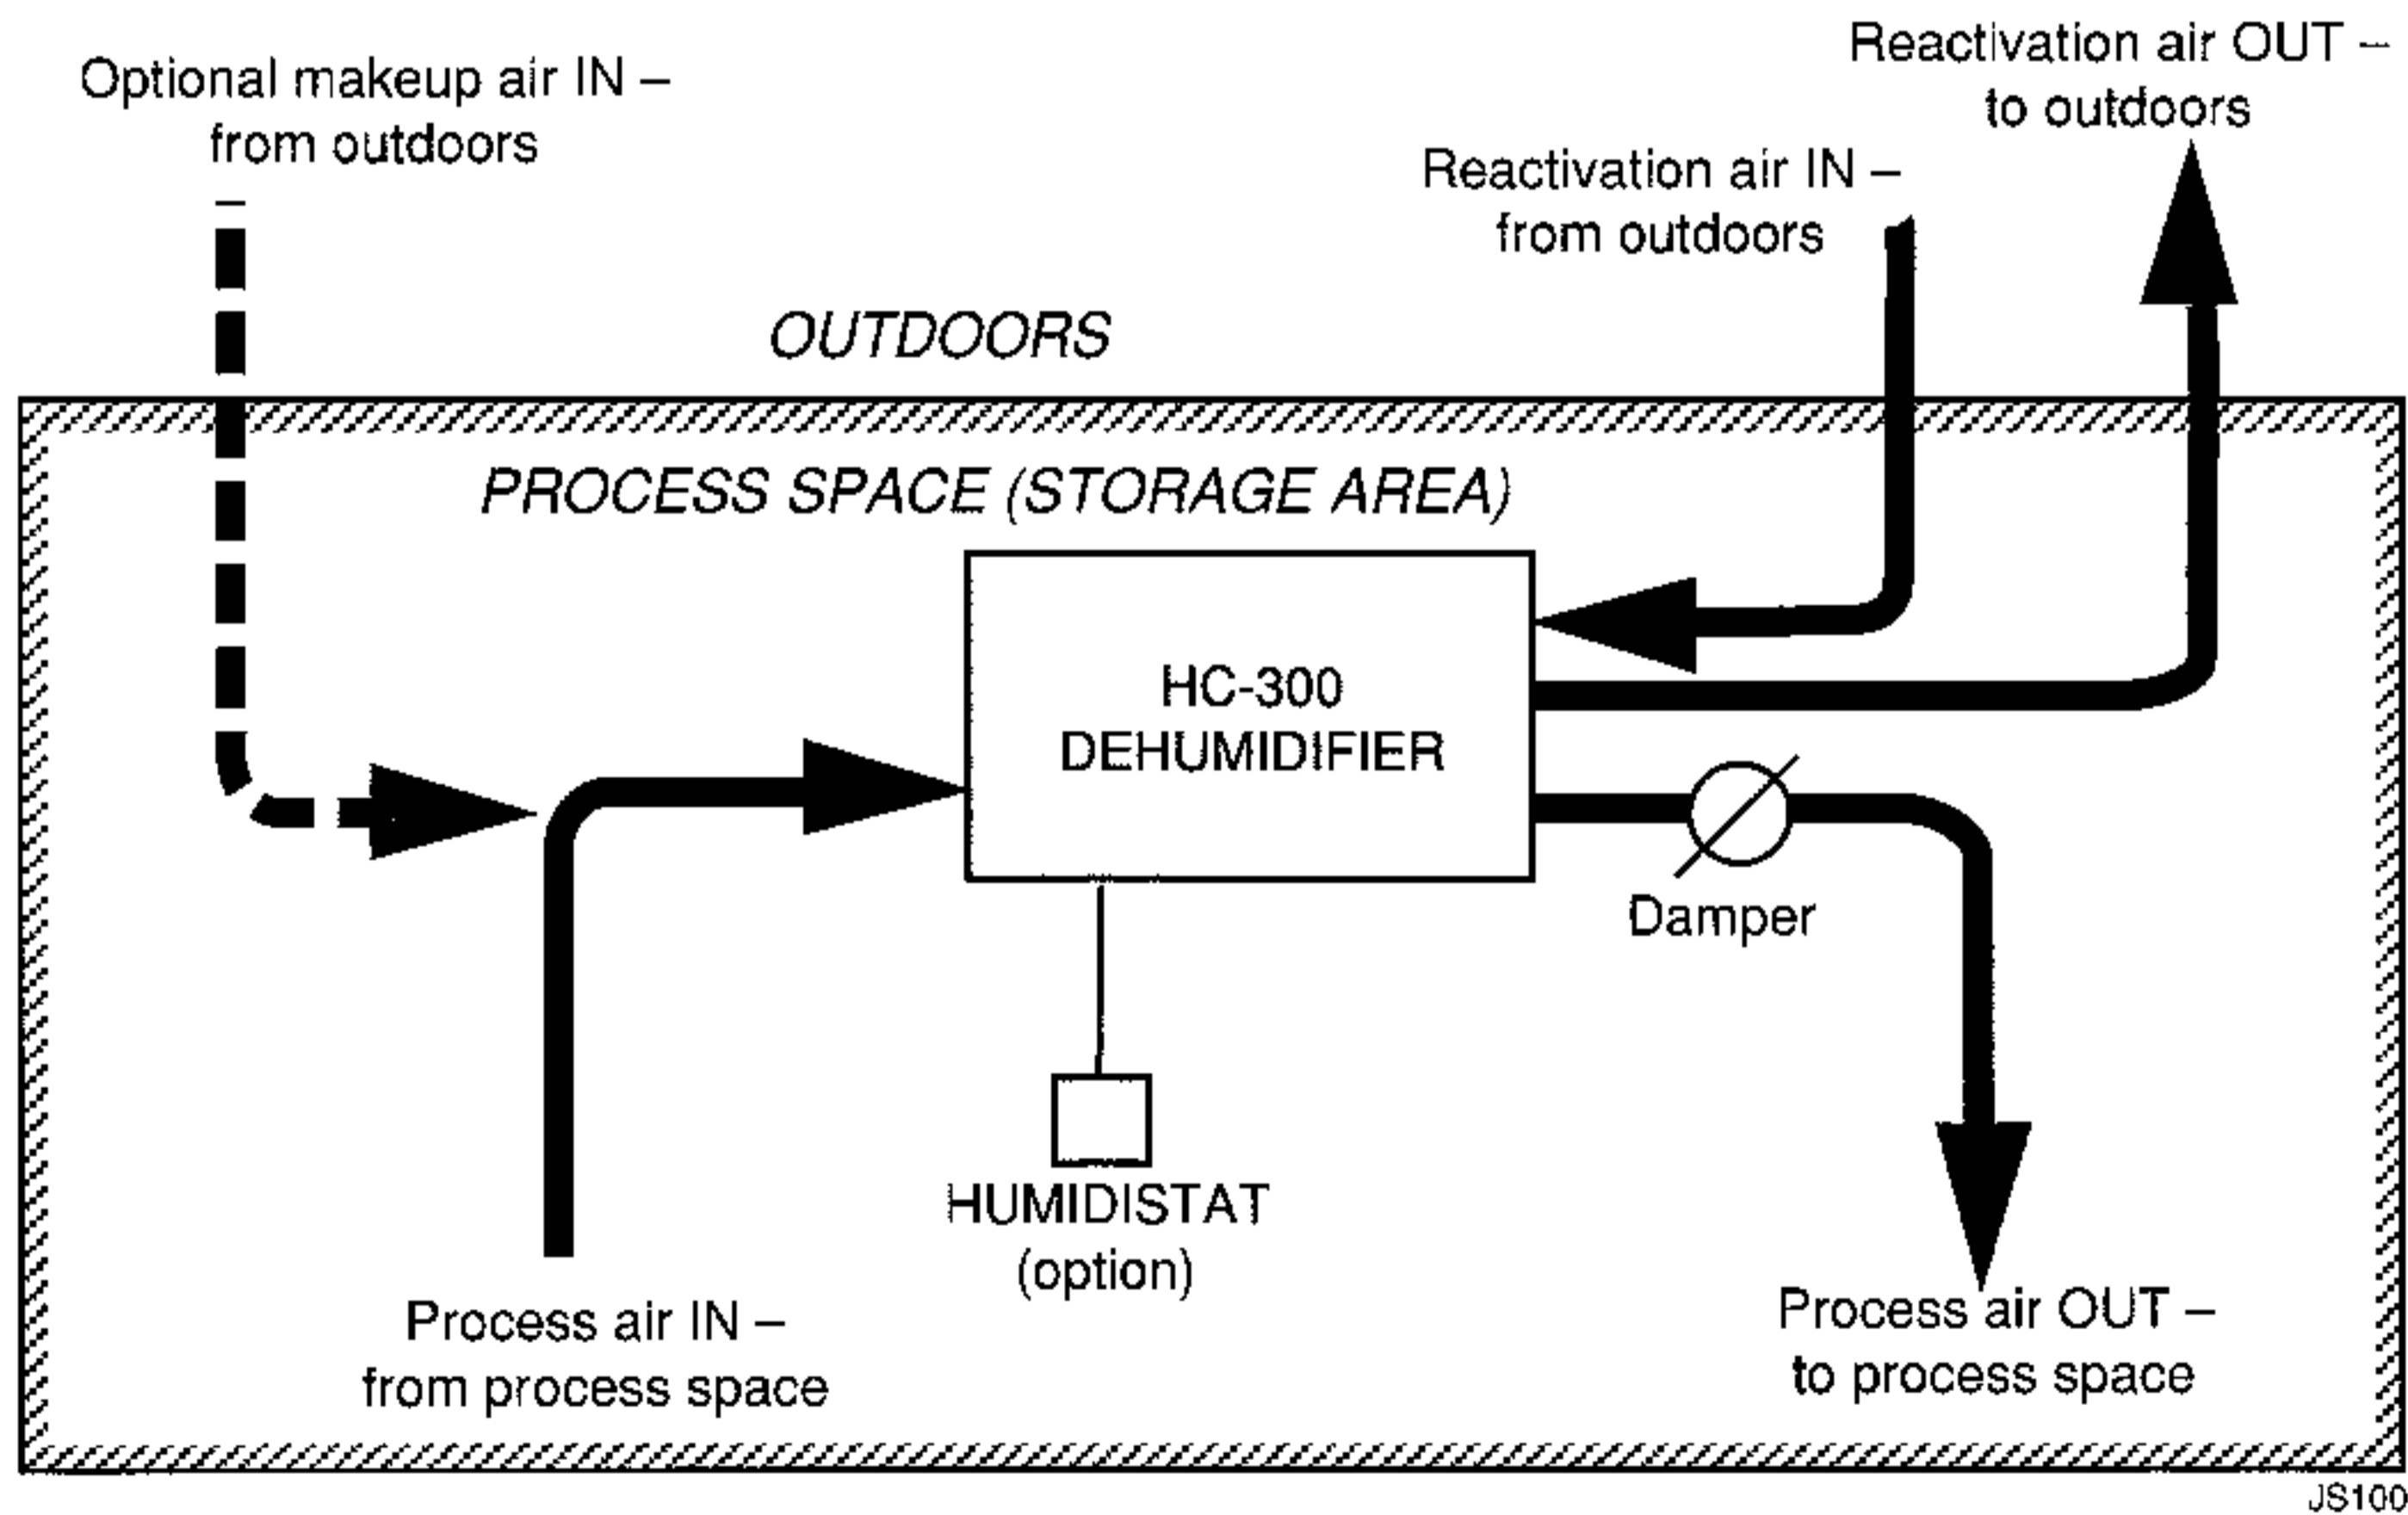 Optional makeup air IN –
from outdoors
Reactivation air OUT –
to outdoors
Reactivation air IN –
from outdoors
OUTDOORS
PROCESS SPACE (STORAGE AREA)
HC-300
DEHUMIDIFIER
Damper
HUMIDISTAT
(option)
Process air IN –
from process space
Process air OUT –
to process space
JS100